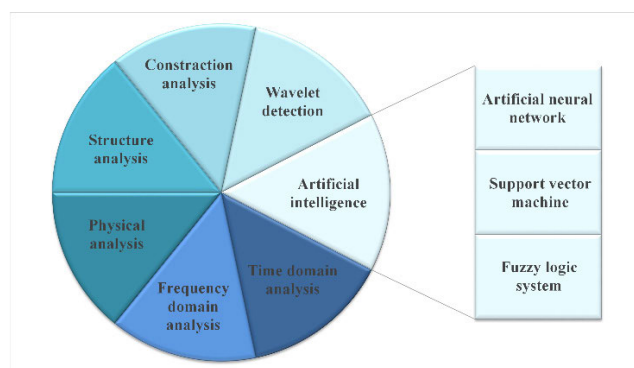 Constraction
analysis
Wavelet
detection
Structure
analysis
Artificial
intelligence
Physical
analysis
Time domain
analysis
Frequency
domain
analysis
Artificial neural
network
Support vector
machine
Fuzzy logic
system